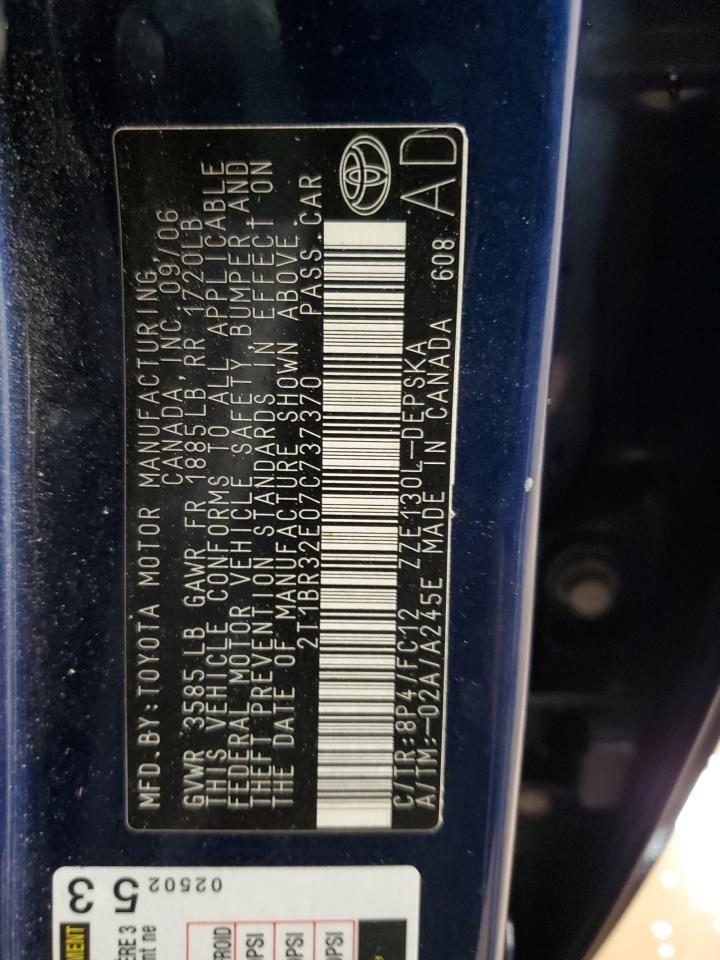 MFD.BY:TOYOTA MOTOR MANUFACTURING,
CANADA, INC. 09/06
GVWR 3585LB GAWR FR 1885LB, RR 1720LB
THIS VEHICLE CONFORMS TO ALL APPLICABLE
FEDERAL MOTOR VEHICLE SAFETY, BUMPER, AND
THEFT PREVENTION STANDARDS IN EFFECT ON
THE DATE OF MANUFACTURE SHOWN ABOVE.
2T1BR32E07C737370 PASS. CAR
C/TR:8P4/FC12 ZZE130L-DEPSKA
A/TM:-02A/A245E MADE IN CANADA 608
AD
02502
5
3